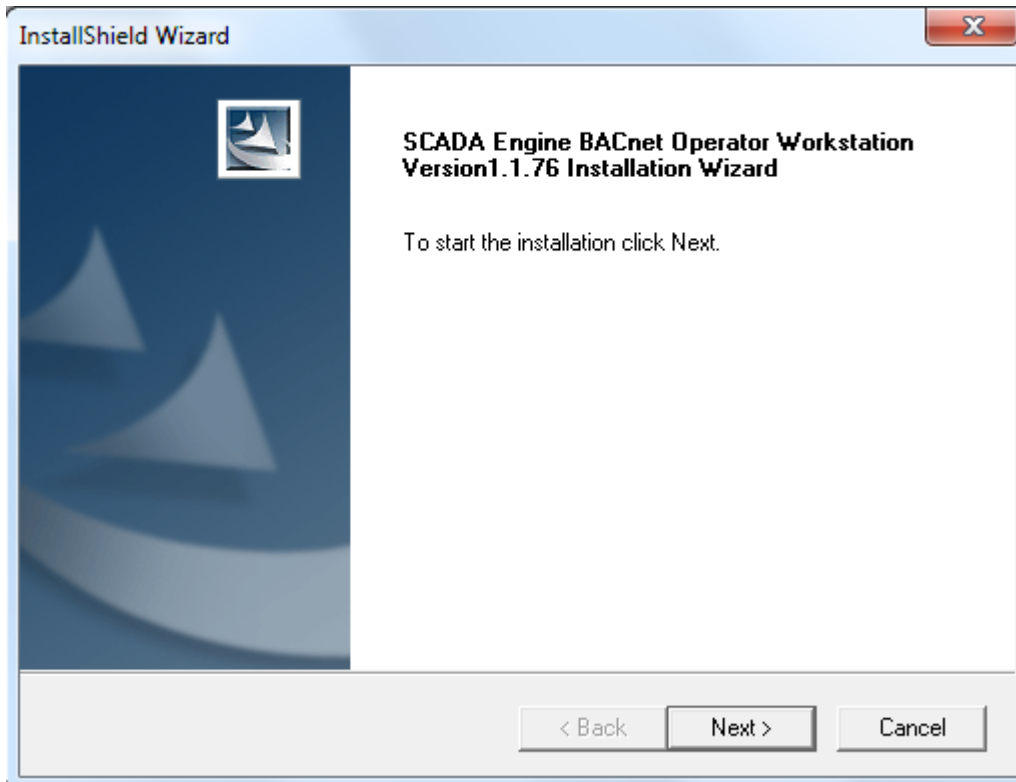 InstallShield Wizard
SCADA Engine BACnet Operator Workstation
Version1.1.76 Installation Wizard
To start the installation click Next.
< Back
Next >
Cancel